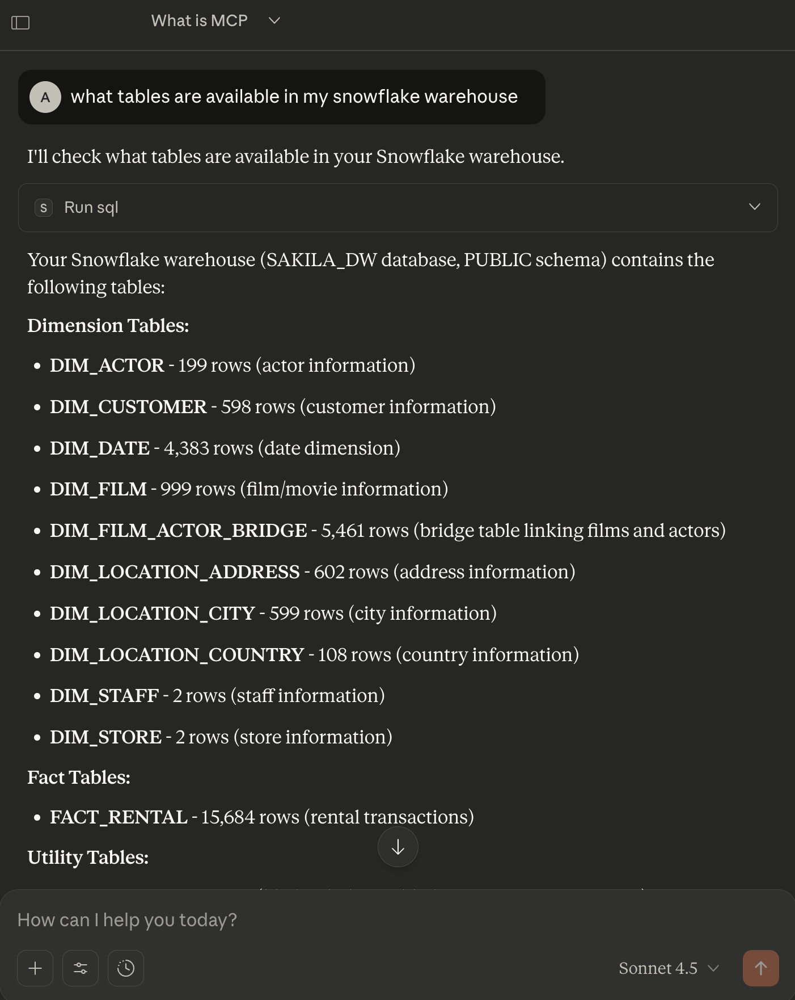 What is MCP
A
what tables are available in my snowflake warehouse
I'll check what tables are available in your Snowflake warehouse.
S
Run sql
Your Snowflake warehouse (SAKILA_DW database, PUBLIC schema) contains the
following tables:
Dimension Tables:
• DIM_ACTOR - 199 rows (actor information)
• DIM_CUSTOMER - 598 rows (customer information)
• DIM_DATE - 4,383 rows (date dimension)
• DIM_FILM - 999 rows (film/movie information)
• DIM_FILM_ACTOR_BRIDGE - 5,461 rows (bridge table linking films and actors)
• DIM_LOCATION_ADDRESS - 602 rows (address information)
• DIM_LOCATION_CITY - 599 rows (city information)
• DIM_LOCATION_COUNTRY - 108 rows (country information)
• DIM_STAFF - 2 rows (staff information)
• DIM_STORE - 2 rows (store information)
Fact Tables:
• FACT_RENTAL - 15,684 rows (rental transactions)
Utility Tables:
How can I help you today?
Sonnet 4.5